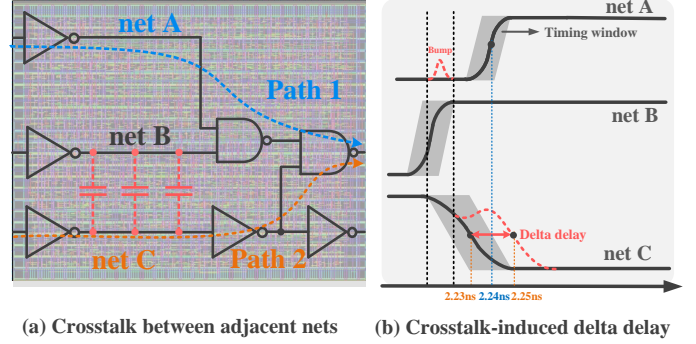 net A
Path 1
net B
net C
Path 2
(a) Crosstalk between adjacent nets
net A
Timing window
Bump
net B
Delta delay
net C
2.23ns 2.24ns 2.25ns
(b) Crosstalk-induced delta delay